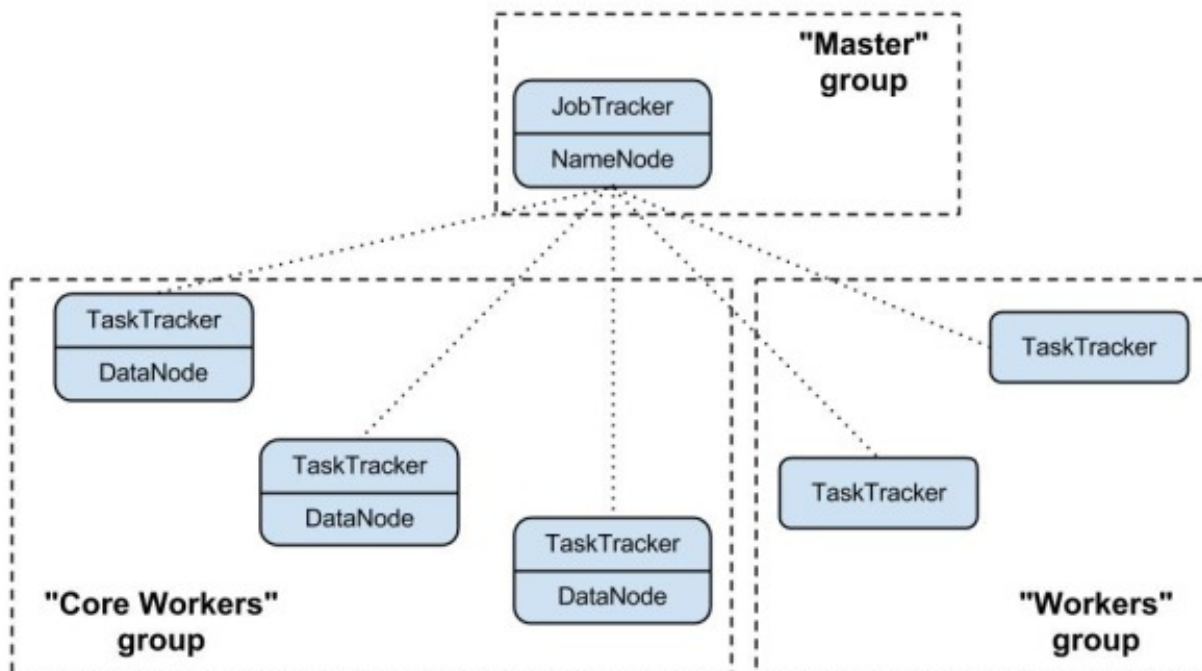 "Master"
group
JobTracker
NameNode
TaskTracker
DataNode
TaskTracker
DataNode
TaskTracker
DataNode
"Core Workers"
group
TaskTracker
TaskTracker
"Workers"
group